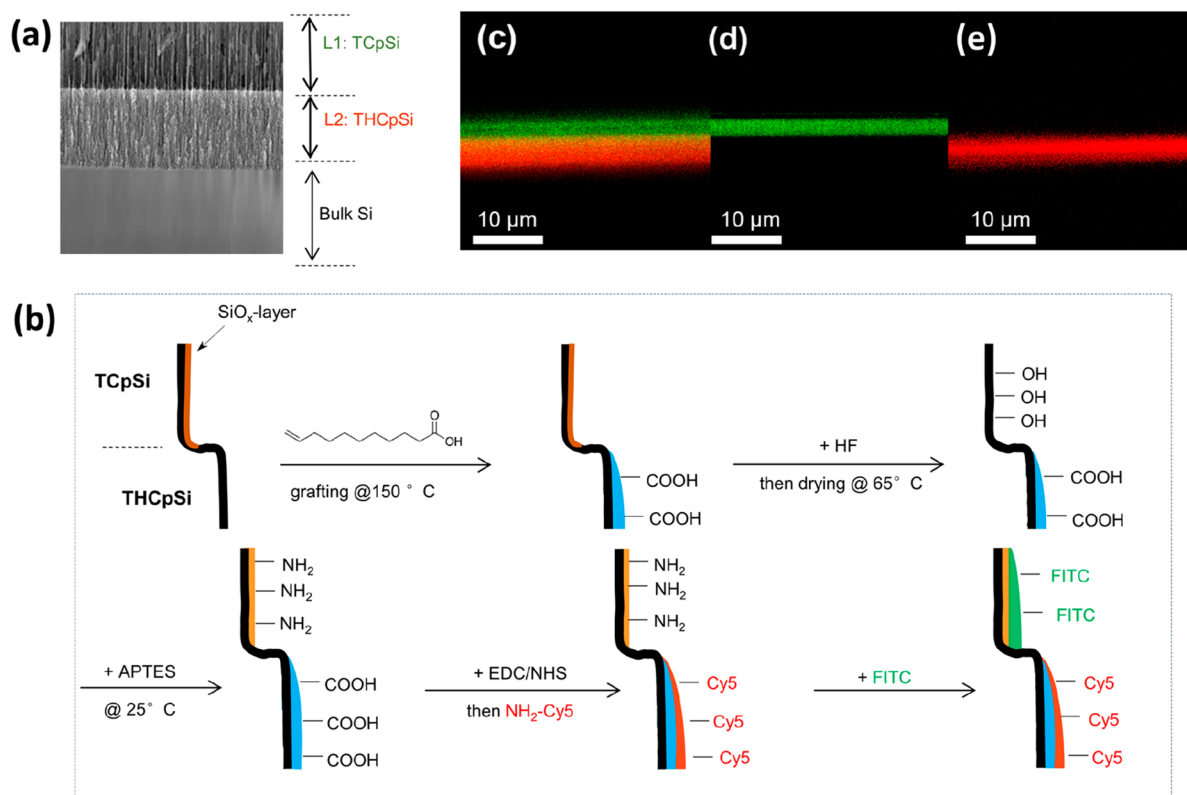 (a)
L1: TCpSi
L2: THCpSi
Bulk Si
(c)
(d)
(e)
10 μm
10 μm
10 μm
(b)
SiOx-layer
TCpSi
THCpSi
O
OH
grafting @150 ° C
COOH
COOH
+ HF
then drying @ 65° C
OH
OH
OH
COOH
COOH
+ APTES
@ 25° C
NH2
NH2
NH2
COOH
COOH
COOH
+ EDC/NHS
then NH2-Cy5
NH2
NH2
NH2
Cy5
Cy5
Cy5
+ FITC
FITC
FITC
Cy5
Cy5
Cy5